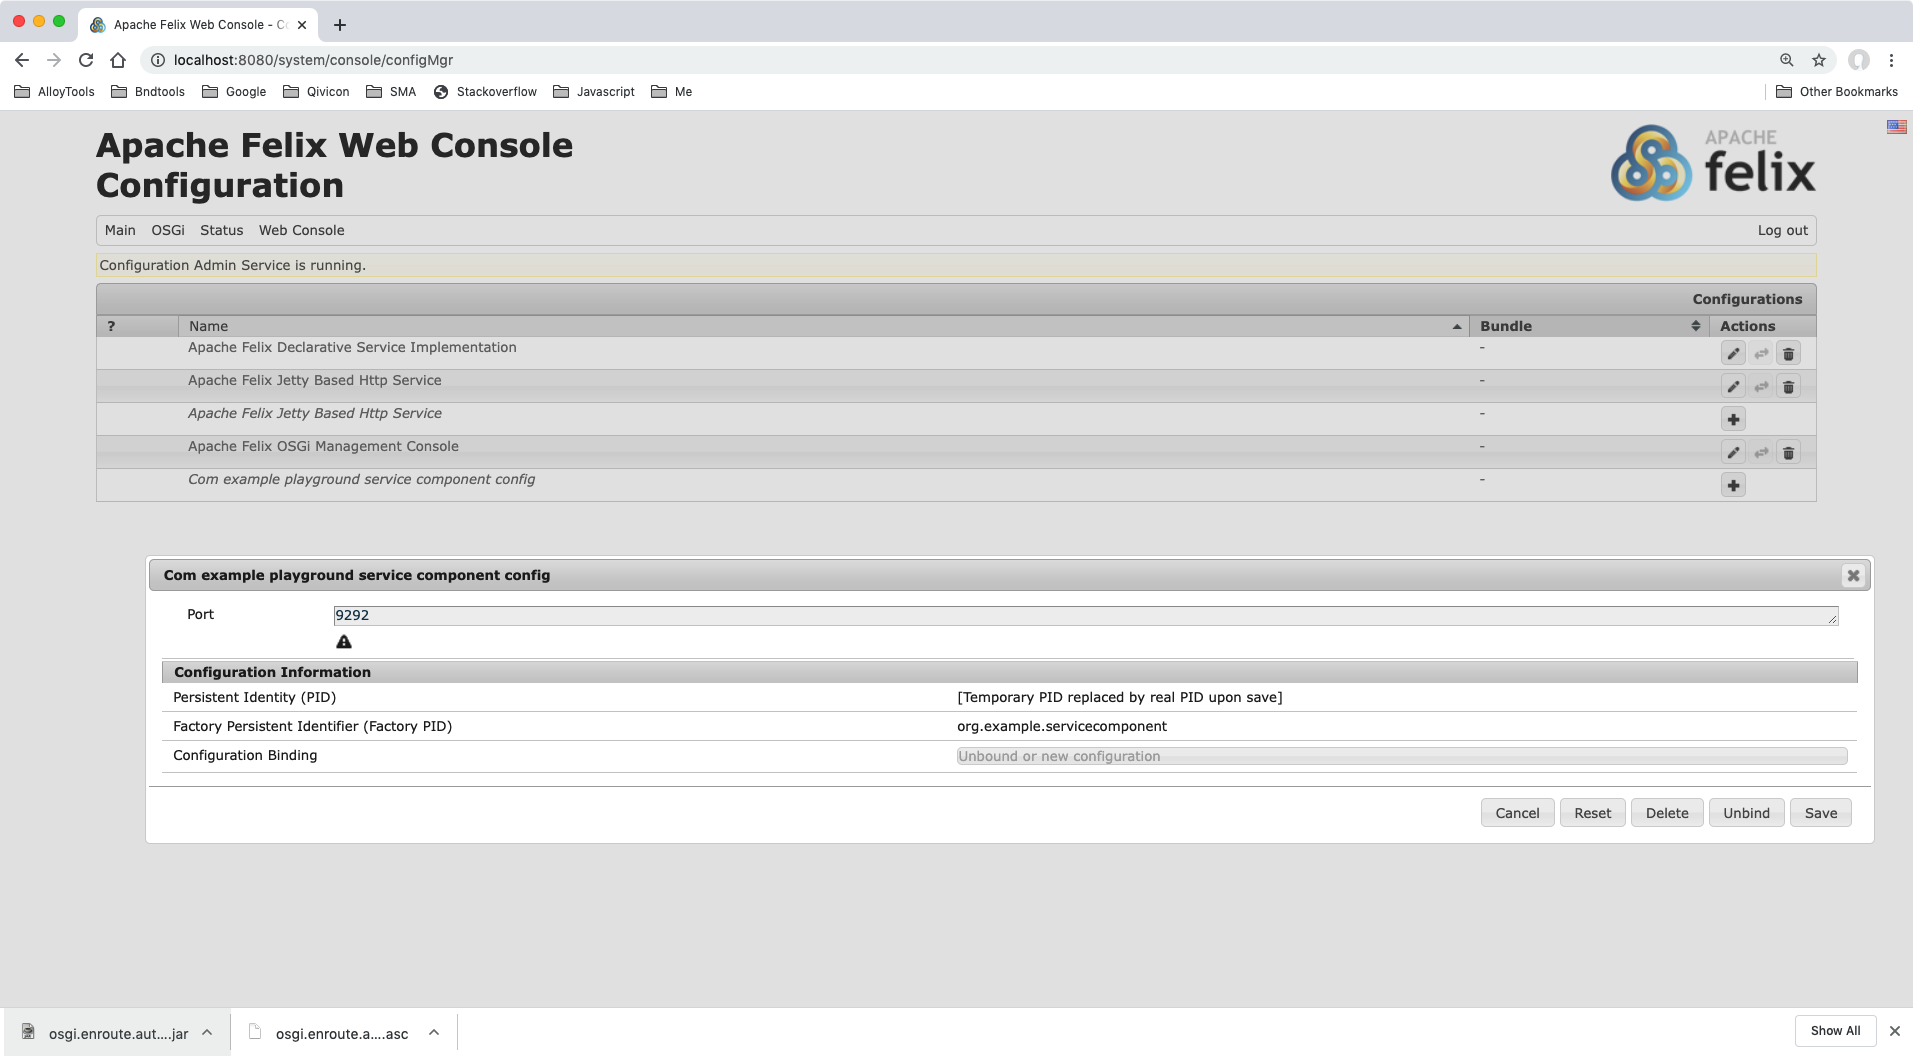 Apache Felix Web Console - Co
localhost:8080/system/console/configMgr
AlloyTools Bndtools Google Qivicon SMA Stackoverflow Javascript Me Other Bookmarks
Apache Felix Web Console
Configuration
APACHE
felix
Main OSGi Status Web Console Log out
Configuration Admin Service is running.
Configurations
? Name Bundle Actions
Apache Felix Declarative Service Implementation -
Apache Felix Jetty Based Http Service -
Apache Felix Jetty Based Http Service -
Apache Felix OSGi Management Console -
Com example playground service component config -
Com example playground service component config
Port 9292
Configuration Information
Persistent Identity (PID) [Temporary PID replaced by real PID upon save]
Factory Persistent Identifier (Factory PID) org.example.servicecomponent
Configuration Binding Unbound or new configuration
Cancel Reset Delete Unbind Save
osgi.enroute.aut....jar osgi.enroute.a....asc Show All